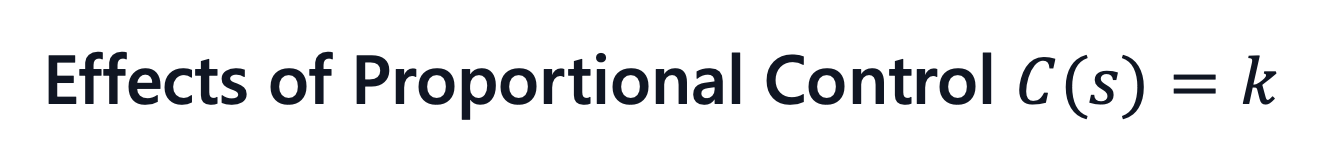 Effects of Proportional Control 𝐶(𝑠) = 𝑘